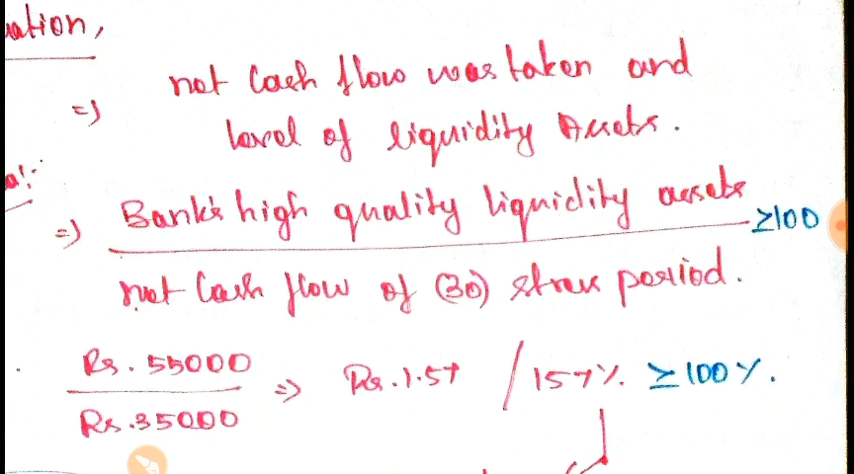 ation,
=) net Cash flow was taken and
level of liquidity Assets.
a!:-
=) Bank's high quality liquidity assets ≥100
net Cash flow of (30) stress period.
Rs. 55000 =) Rs.1.57 / 157%. ≥100%.
Rs.35000